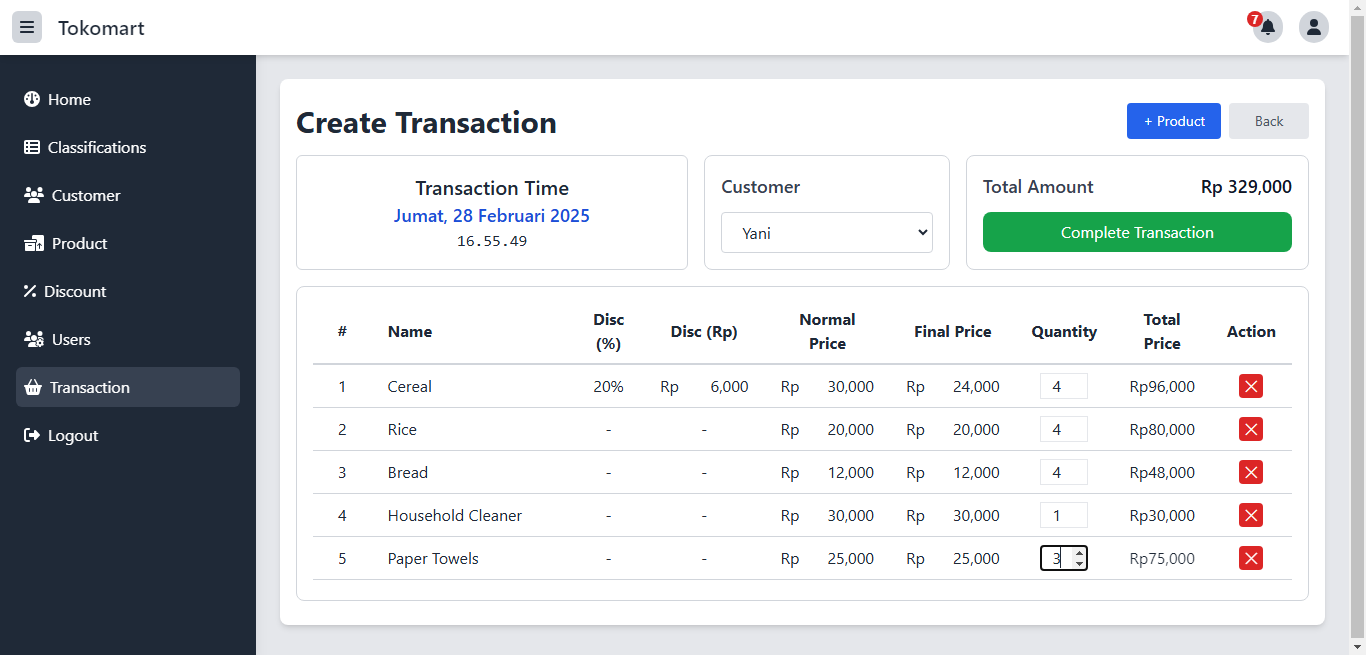 Tokomart
7
Home
Classifications
Customer
Product
Discount
Users
Transaction
Logout
Create Transaction
+ Product
Back
Transaction Time
Jumat, 28 Februari 2025
16.55.49
Customer
Yani
Total Amount
Rp 329,000
Complete Transaction
# Name Disc (%) Disc (Rp) Normal Price Final Price Quantity Total Price Action
1 Cereal 20% Rp 6,000 Rp 30,000 Rp 24,000 4 Rp96,000
2 Rice - - Rp 20,000 Rp 20,000 4 Rp80,000
3 Bread - - Rp 12,000 Rp 12,000 4 Rp48,000
4 Household Cleaner - - Rp 30,000 Rp 30,000 1 Rp30,000
5 Paper Towels - - Rp 25,000 Rp 25,000 3 Rp75,000